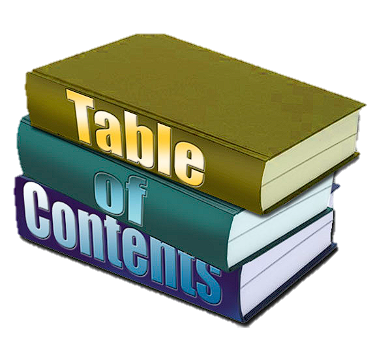 Table
of
Contents